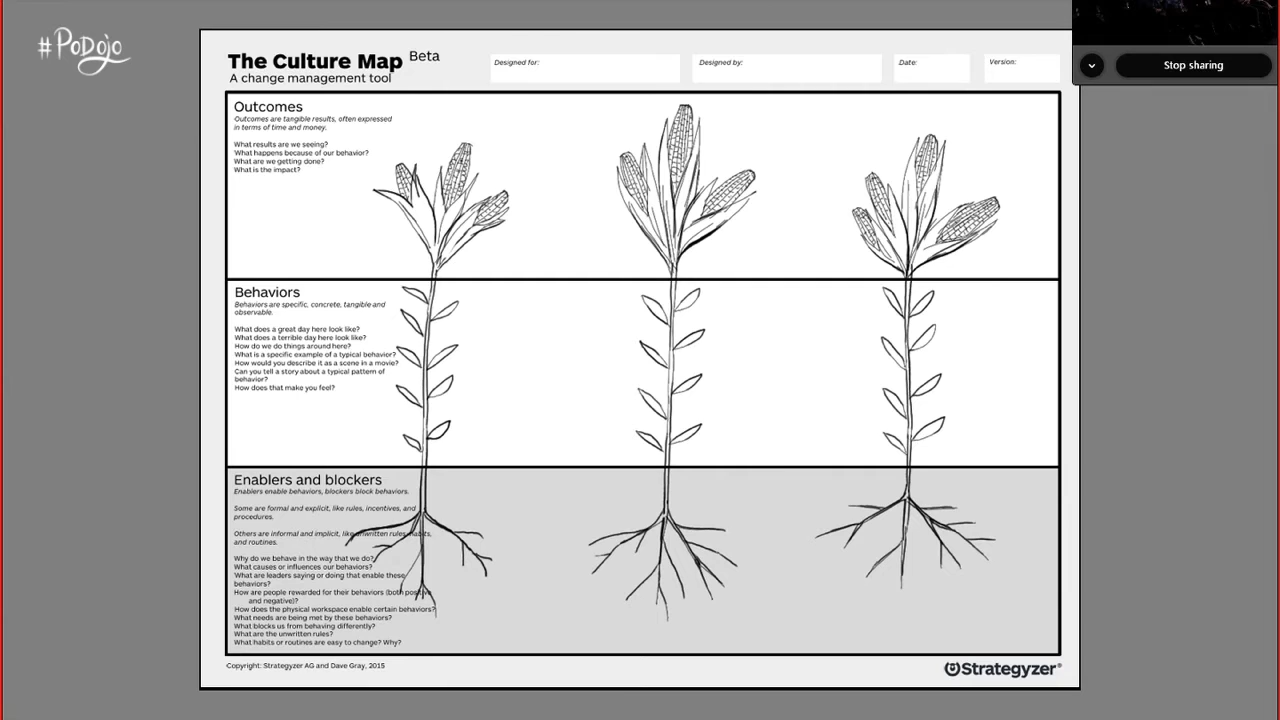 #PoDojo
Stop sharing
The Culture Map Beta
A change management tool
Designed for:
Designed by:
Date:
Version:
Outcomes
Outcomes are tangible results, often expressed
in terms of time and money.
What results are we seeing?
What happens because of our behavior?
What are we getting done?
What is the impact?
Behaviors
Behaviors are specific, concrete, tangible and
observable.
What does a great day here look like?
What does a terrible day here look like?
How do we do things around here?
What is a specific example of a typical behavior?
How would you describe it as a scene in a movie?
Can you tell a story about a typical pattern of
behavior?
How does that make you feel?
Enablers and blockers
Enablers enable behaviors, blockers block behaviors.
Some are formal and explicit, like rules, incentives, and
procedures.
Others are informal and implicit, like unwritten rules, habits,
and routines.
Why do we behave in the way that we do?
What causes or influences our behaviors?
What are leaders saying or doing that enable these
behaviors?
How are people rewarded for their behaviors (both positive
and negative)?
How does the physical workspace enable certain behaviors?
What needs are being met by these behaviors?
What blocks us from behaving differently?
What are the unwritten rules?
What habits or routines are easy to change? Why?
Copyright: Strategyzer AG and Dave Gray, 2015
Strategyzer®